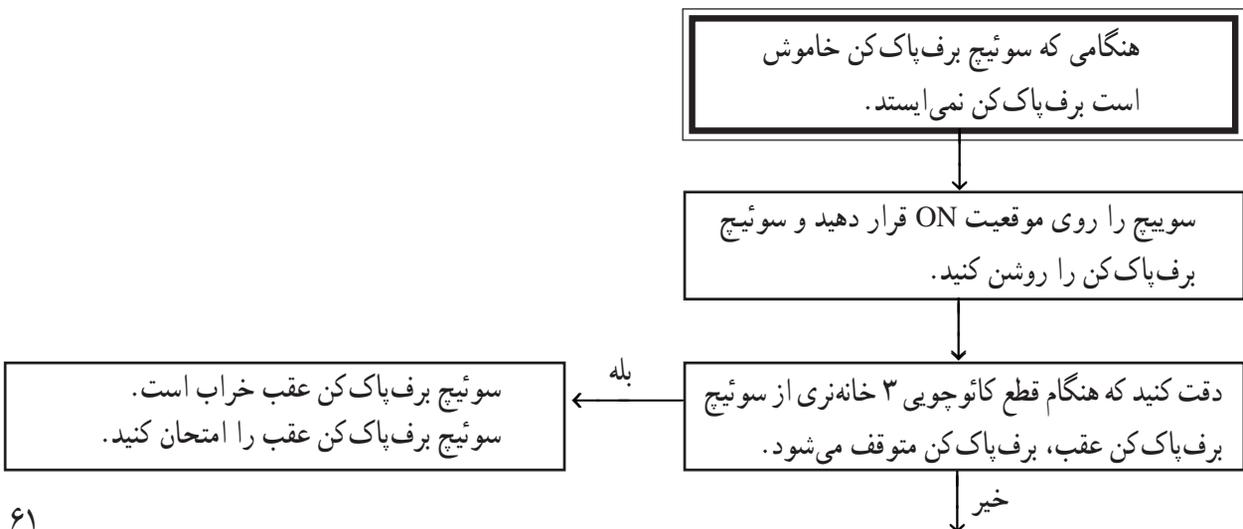 هنگامی که سوئیچ برف‌پاک‌کن خاموش
است برف‌پاک‌کن نمی‌ایستد.
سوییچ را روی موقعیت ON قرار دهید و سوئیچ
برف‌پاک‌کن را روشن کنید.
دقت کنید که هنگام قطع کائوچویی ۳ خانه‌نری از سوئیچ
برف‌پاک‌کن عقب، برف‌پاک‌کن متوقف می‌شود.
بله
سوئیچ برف‌پاک‌کن عقب خراب است.
سوئیچ برف‌پاک‌کن عقب را امتحان کنید.
خیر
۶۱